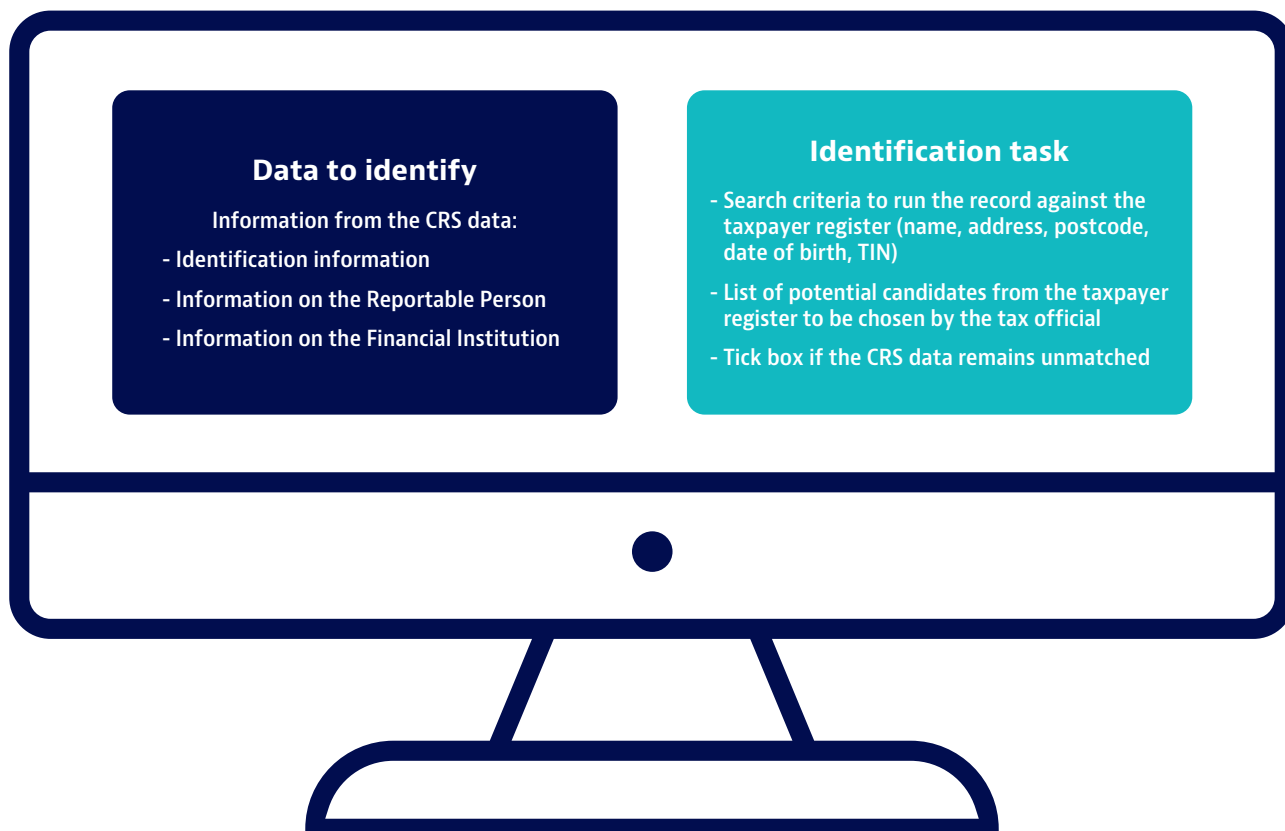 Data to identify
Information from the CRS data:
- Identification information
- Information on the Reportable Person
- Information on the Financial Institution
Identification task
- Search criteria to run the record against the
taxpayer register (name, address, postcode,
date of birth, TIN)
- List of potential candidates from the taxpayer
register to be chosen by the tax official
- Tick box if the CRS data remains unmatched